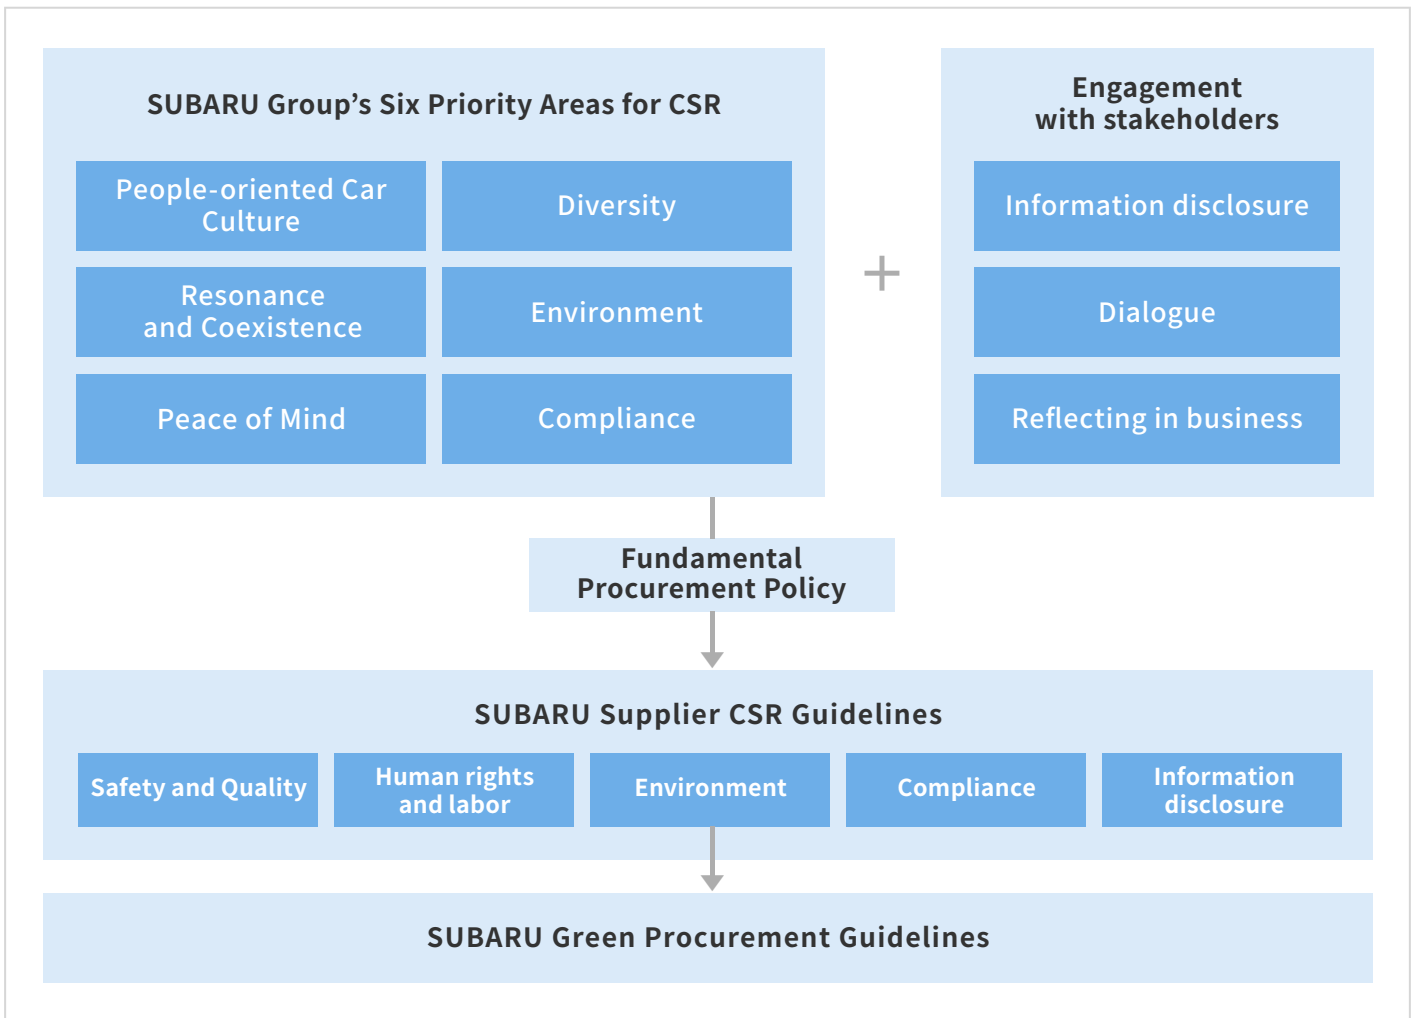 SUBARU Group’s Six Priority Areas for CSR
People-oriented Car
Culture
Diversity
Resonance
and Coexistence
Environment
Peace of Mind
Compliance
+
Engagement
with stakeholders
Information disclosure
Dialogue
Reflecting in business
Fundamental
Procurement Policy
SUBARU Supplier CSR Guidelines
Safety and Quality
Human rights
and labor
Environment
Compliance
Information
disclosure
SUBARU Green Procurement Guidelines